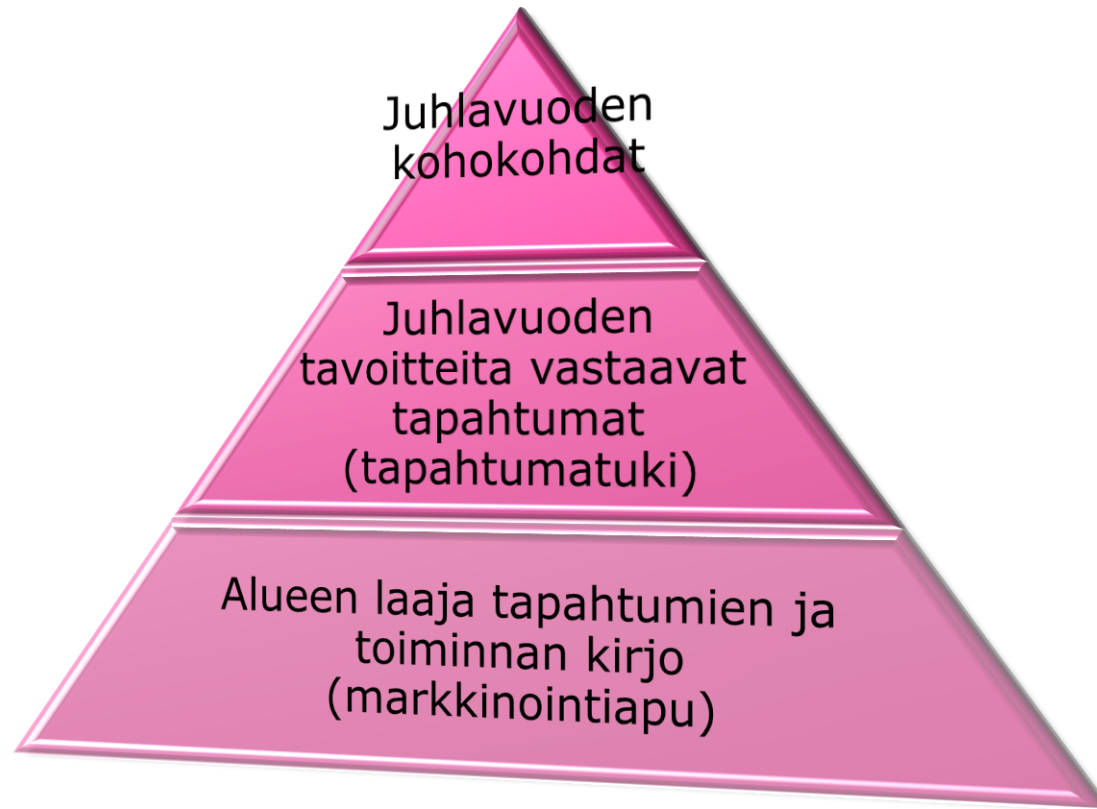 Juhlavuoden
kohokohdat
Juhlavuoden
tavoitteita vastaavat
tapahtumat
(tapahtumatuki)
Alueen laaja tapahtumien ja
toiminnan kirjo
(markkinointiapu)